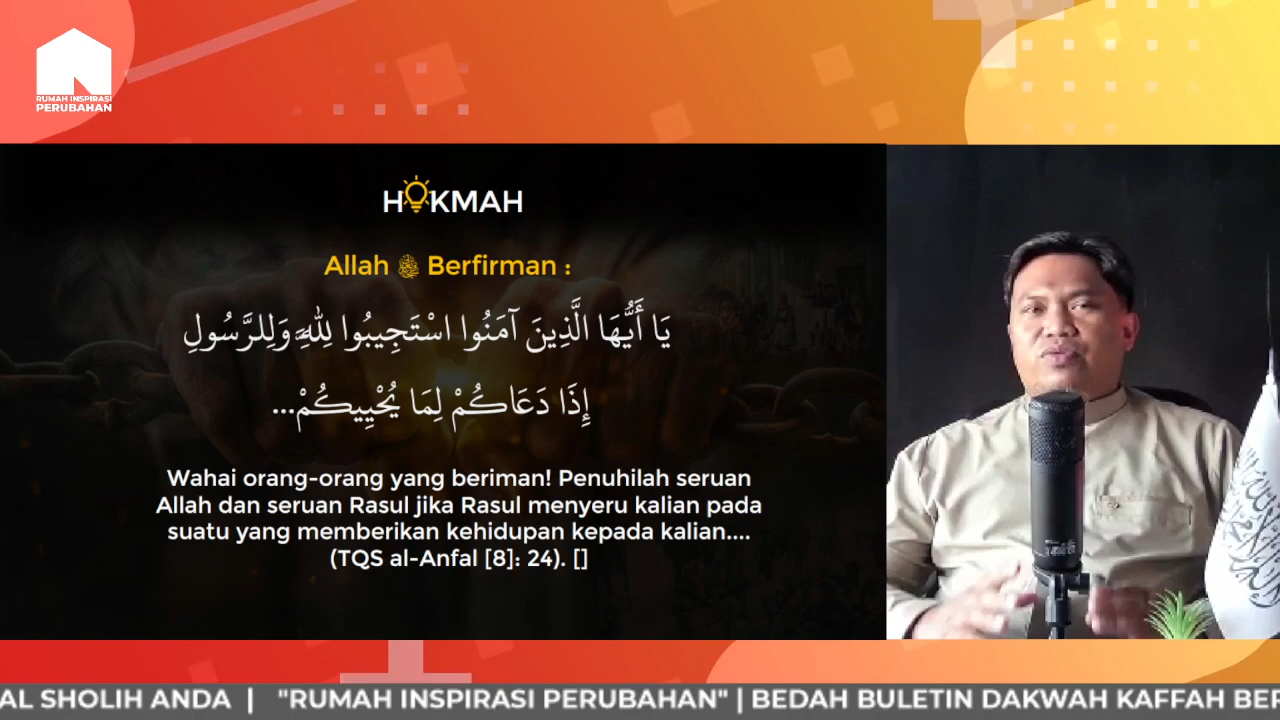 RUMAH INSPIRASI
PERUBAHAN
HIKMAH
Allah ﷻ Berfirman :
يَا أَيُّهَا الَّذِينَ آمَنُوا اسْتَجِيبُوا لِلَّهِ وَلِلرَّسُولِ
إِذَا دَعَاكُمْ لِمَا يُحْيِيكُمْ...
Wahai orang-orang yang beriman! Penuhilah seruan
Allah dan seruan Rasul jika Rasul menyeru kalian pada
suatu yang memberikan kehidupan kepada kalian....
(TQS al-Anfal [8]: 24). []
AL SHOLIH ANDA | "RUMAH INSPIRASI PERUBAHAN" | BEDAH BULETIN DAKWAH KAFFAH BER